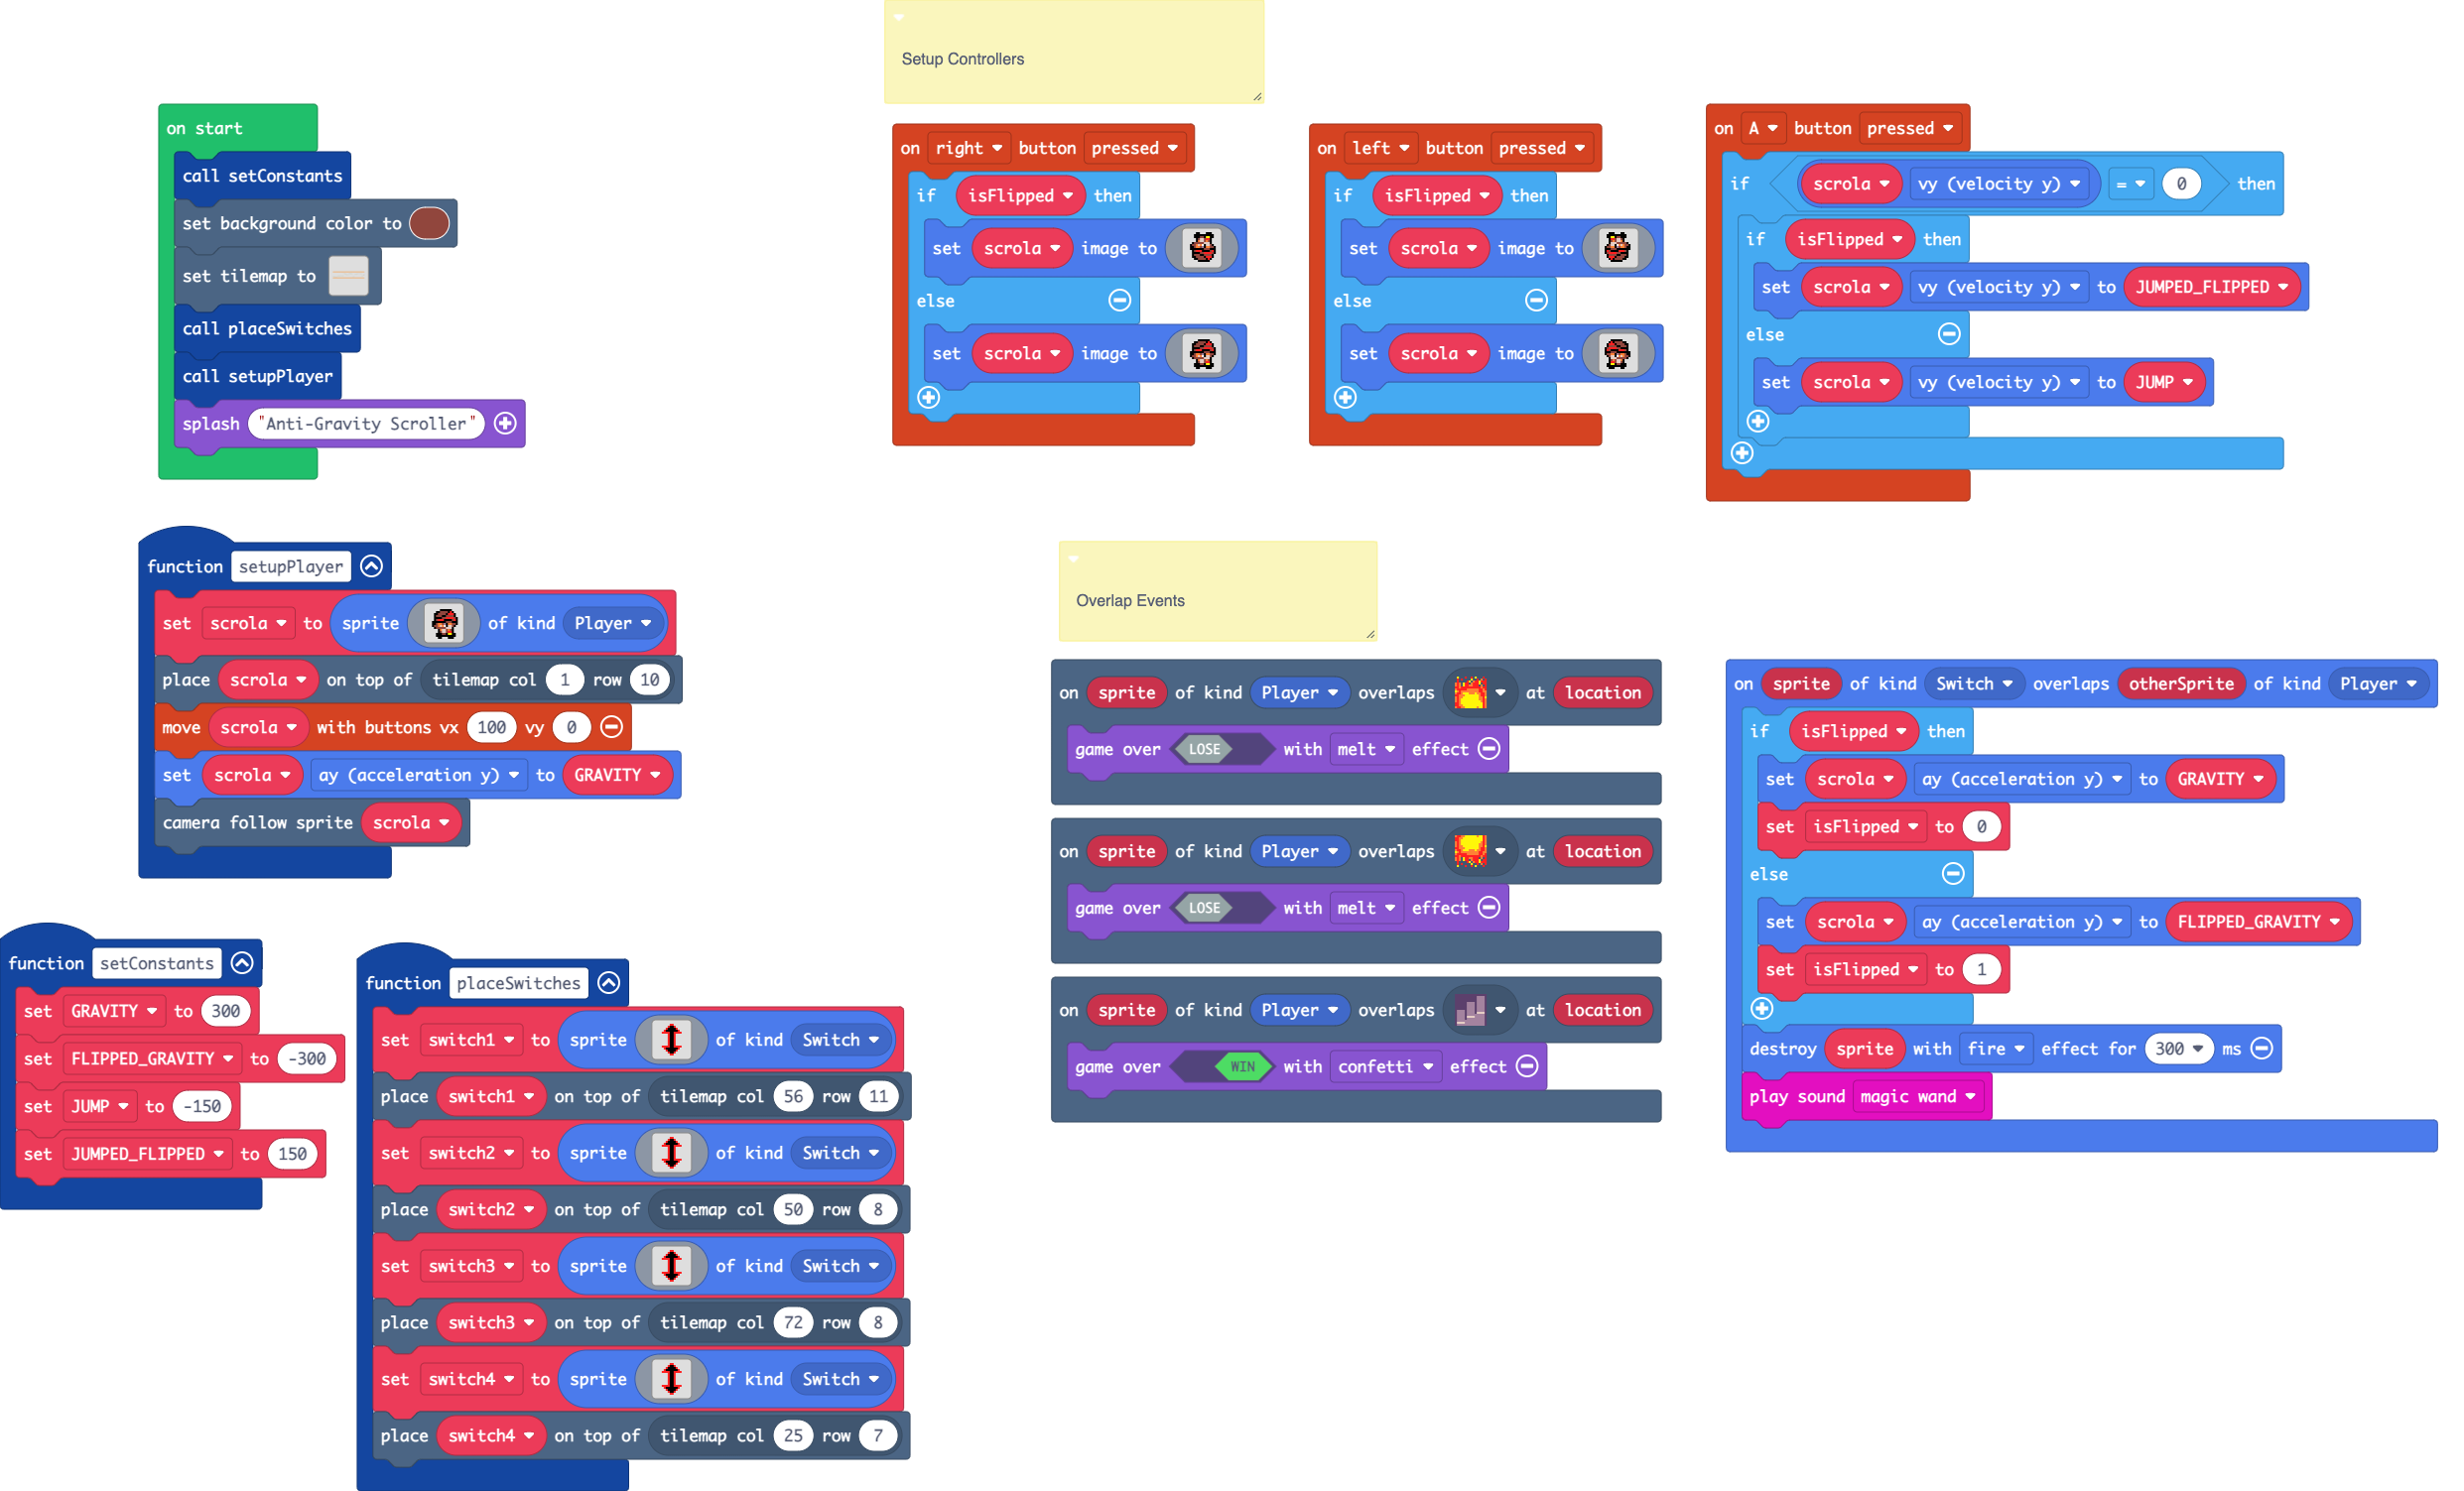 Setup Controllers
on start
call setConstants
set background color to
set tilemap to
call placeSwitches
call setupPlayer
splash "Anti-Gravity Scroller"
on right button pressed
if isFlipped then
set scrola image to
else
set scrola image to
on left button pressed
if isFlipped then
set scrola image to
else
set scrola image to
on A button pressed
if scrola vy (velocity y) = 0 then
if isFlipped then
set scrola vy (velocity y) to JUMPED_FLIPPED
else
set scrola vy (velocity y) to JUMP
function setupPlayer
set scrola to sprite of kind Player
place scrola on top of tilemap col 1 row 10
move scrola with buttons vx 100 vy 0
set scrola ay (acceleration y) to GRAVITY
camera follow sprite scrola
function setConstants
set GRAVITY to 300
set FLIPPED_GRAVITY to -300
set JUMP to -150
set JUMPED_FLIPPED to 150
function placeSwitches
set switch1 to sprite of kind Switch
place switch1 on top of tilemap col 56 row 11
set switch2 to sprite of kind Switch
place switch2 on top of tilemap col 50 row 8
set switch3 to sprite of kind Switch
place switch3 on top of tilemap col 72 row 8
set switch4 to sprite of kind Switch
place switch4 on top of tilemap col 25 row 7
Overlap Events
on sprite of kind Player overlaps at location
game over LOSE with melt effect
on sprite of kind Player overlaps at location
game over LOSE with melt effect
on sprite of kind Player overlaps at location
game over WIN with confetti effect
on sprite of kind Switch overlaps otherSprite of kind Player
if isFlipped then
set scrola ay (acceleration y) to GRAVITY
set isFlipped to 0
else
set scrola ay (acceleration y) to FLIPPED_GRAVITY
set isFlipped to 1
destroy sprite with fire effect for 300 ms
play sound magic wand